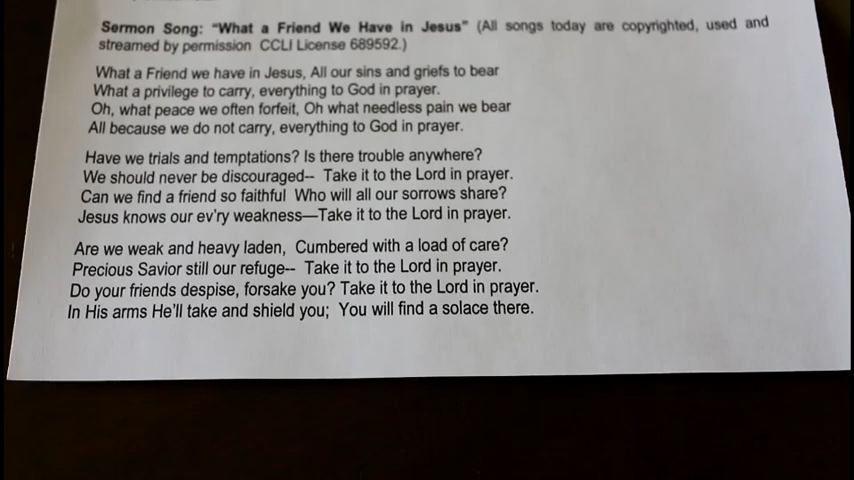 Sermon Song: "What a Friend We Have in Jesus" (All songs today are copyrighted, used and
streamed by permission CCLI License 689592.)
What a Friend we have in Jesus, All our sins and griefs to bear
What a privilege to carry, everything to God in prayer.
Oh, what peace we often forfeit, Oh what needless pain we bear
All because we do not carry, everything to God in prayer.
Have we trials and temptations? Is there trouble anywhere?
We should never be discouraged-- Take it to the Lord in prayer.
Can we find a friend so faithful Who will all our sorrows share?
Jesus knows our ev'ry weakness—Take it to the Lord in prayer.
Are we weak and heavy laden, Cumbered with a load of care?
Precious Savior still our refuge-- Take it to the Lord in prayer.
Do your friends despise, forsake you? Take it to the Lord in prayer.
In His arms He'll take and shield you; You will find a solace there.